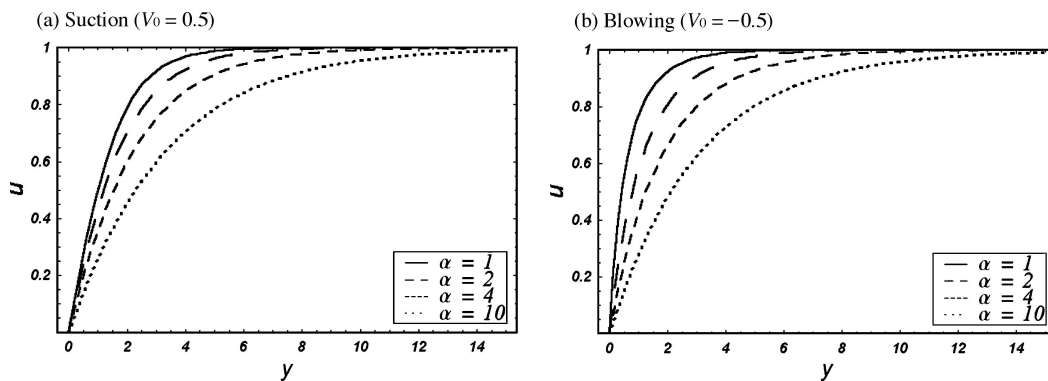 (a) Suction (V0 = 0.5)
1
0.8
0.6
0.4
0.2
u
0 2 4 6 8 10 12 14
y
α = 1
α = 2
α = 4
α = 10
(b) Blowing (V0 = −0.5)
1
0.8
0.6
0.4
0.2
u
0 2 4 6 8 10 12 14
y
α = 1
α = 2
α = 4
α = 10